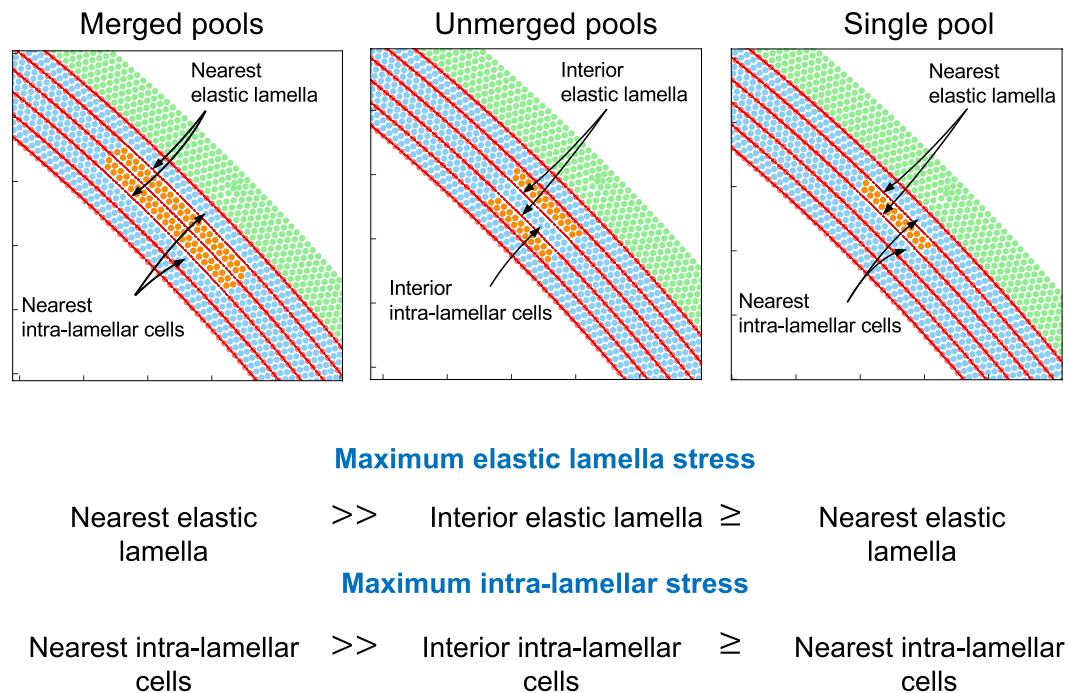 Merged pools
Unmerged pools
Single pool
Nearest
elastic lamella
Nearest
intra-lamellar cells
Interior
elastic lamella
Interior
intra-lamellar cells
Nearest
elastic lamella
Nearest
intra-lamellar cells
Maximum elastic lamella stress
Nearest elastic
lamella
>>
Interior elastic lamella
≥
Nearest elastic
lamella
Maximum intra-lamellar stress
Nearest intra-lamellar
cells
>>
Interior intra-lamellar
cells
≥
Nearest intra-lamellar
cells